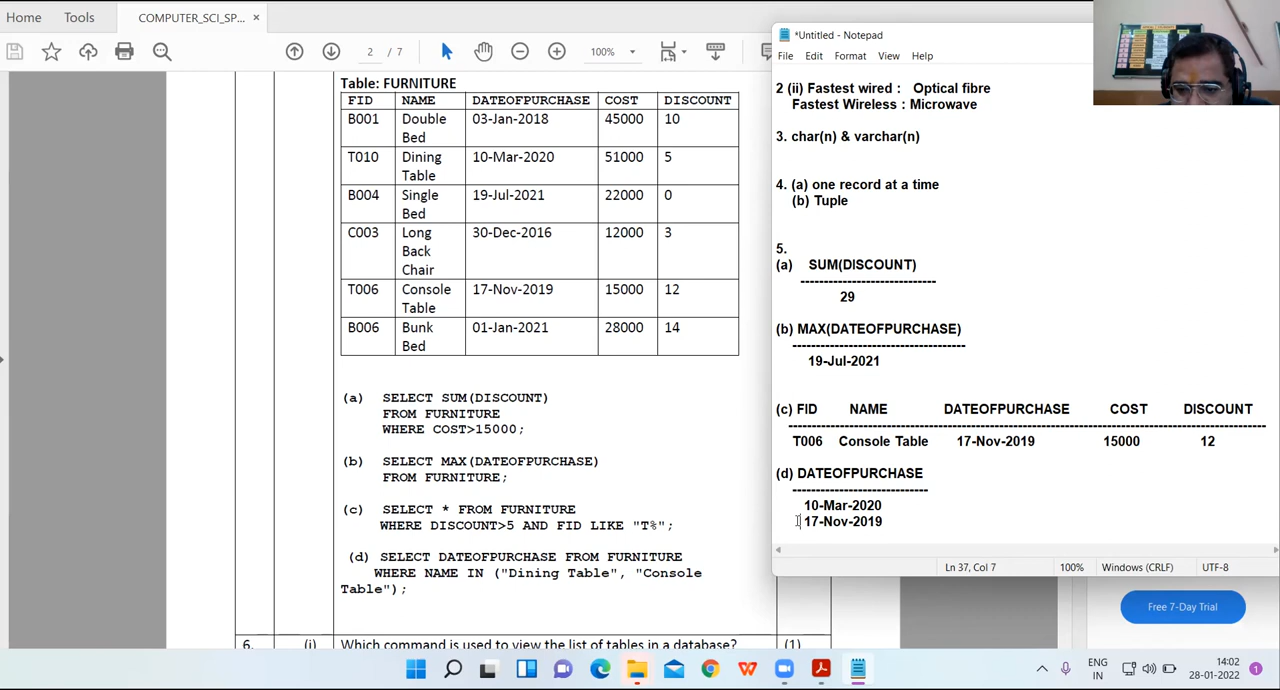 Home
Tools
COMPUTER_SCI_SP...
×
2 / 7
100%
Table: FURNITURE
FID NAME DATEOFPURCHASE COST DISCOUNT
B001 Double Bed 03-Jan-2018 45000 10
T010 Dining Table 10-Mar-2020 51000 5
B004 Single Bed 19-Jul-2021 22000 0
C003 Long Back Chair 30-Dec-2016 12000 3
T006 Console Table 17-Nov-2019 15000 12
B006 Bunk Bed 01-Jan-2021 28000 14
(a) SELECT SUM(DISCOUNT)
FROM FURNITURE
WHERE COST>15000;
(b) SELECT MAX(DATEOFPURCHASE)
FROM FURNITURE;
(c) SELECT * FROM FURNITURE
WHERE DISCOUNT>5 AND FID LIKE "T%";
(d) SELECT DATEOFPURCHASE FROM FURNITURE
WHERE NAME IN ("Dining Table", "Console
Table");
6. (i) Which command is used to view the list of tables in a database? (1)
*Untitled - Notepad
File Edit Format View Help
2 (ii) Fastest wired : Optical fibre
Fastest Wireless : Microwave
3. char(n) & varchar(n)
4. (a) one record at a time
(b) Tuple
5.
(a) SUM(DISCOUNT)
-----------------------------
29
(b) MAX(DATEOFPURCHASE)
-------------------------------------
19-Jul-2021
(c) FID NAME DATEOFPURCHASE COST DISCOUNT
--------------------------------------------------------------------------------------------------------
T006 Console Table 17-Nov-2019 15000 12
(d) DATEOFPURCHASE
-----------------------------
10-Mar-2020
17-Nov-2019
Ln 37, Col 7
100%
Windows (CRLF)
UTF-8
Free 7-Day Trial
ENG
IN
14:02
28-01-2022
1